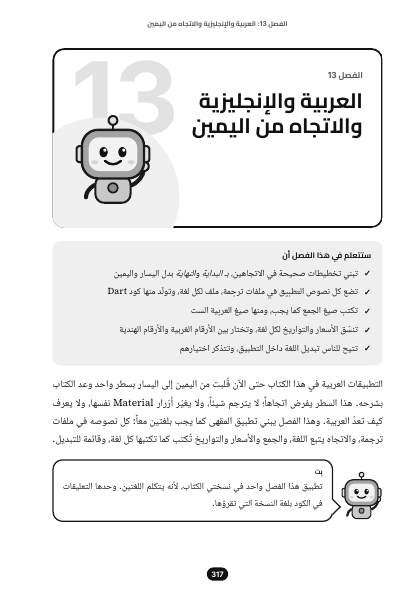 الفصل 13: العربية والإنجليزية والاتجاه من اليمين
13
الفصل 13
العربية والإنجليزية
والاتجاه من اليمين
ستتعلم في هذا الفصل أن
✓ تبني تخطيطات صحيحة في الاتجاهين، بـ البداية والنهاية بدل اليسار واليمين
✓ تضع كل نصوص التطبيق في ملفات ترجمة، ملف لكل لغة، وتولّد منها كود Dart
✓ تكتب صيغ الجمع كما يجب، ومنها صيغ العربية الست
✓ تنسّق الأسعار والتواريخ لكل لغة، وتختار بين الأرقام الغربية والأرقام الهندية
✓ تتيح للناس تبديل اللغة داخل التطبيق، وتتذكر اختيارهم
التطبيقات العربية في هذا الكتاب حتى الآن قُلبت من اليمين إلى اليسار بسطر واحد وعد الكتاب
بشرحه. هذا السطر يفرض اتجاهاً؛ لا يترجم شيئاً، ولا يغيّر أزرار Material نفسها، ولا يعرف
كيف تعدّ العربية. وهذا الفصل يبني تطبيق المقهى كما يجب بلغتين معاً: كل نصوصه في ملفات
ترجمة، والاتجاه يتبع اللغة، والجمع والأسعار والتواريخ تُكتب كما تكتبها كل لغة، وقائمة للتبديل.
بِت
تطبيق هذا الفصل واحد في نسختي الكتاب، لأنه يتكلم اللغتين. وحدها التعليقات
في الكود بلغة النسخة التي تقرؤها.
317